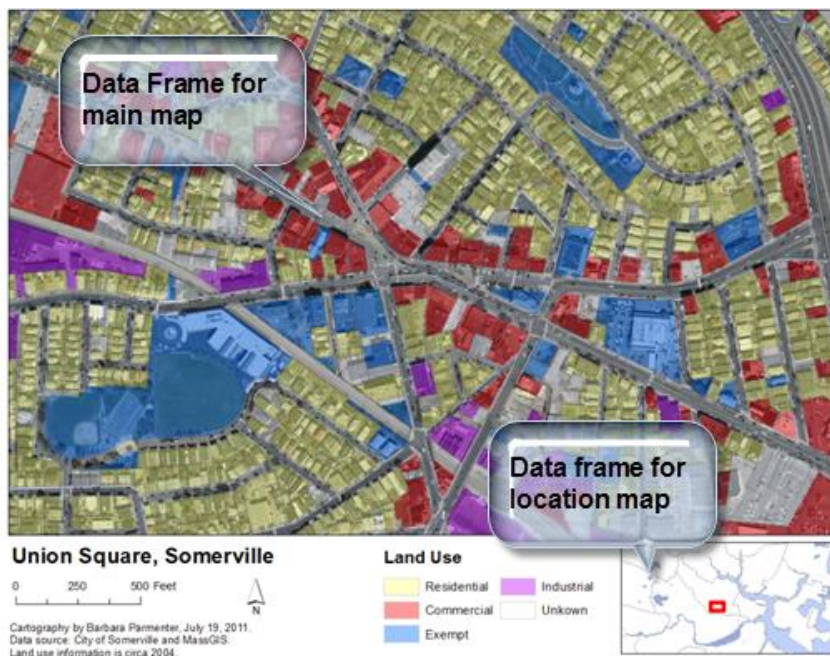 Data Frame for
main map
Data frame for
location map
Union Square, Somerville
0 250 500 Feet
N
Cartography by Barbara Parmenter, July 19, 2011.
Data source: City of Somerville and MassGIS.
Land use information is circa 2004.
Land Use
Residential
Commercial
Exempt
Industrial
Unkown